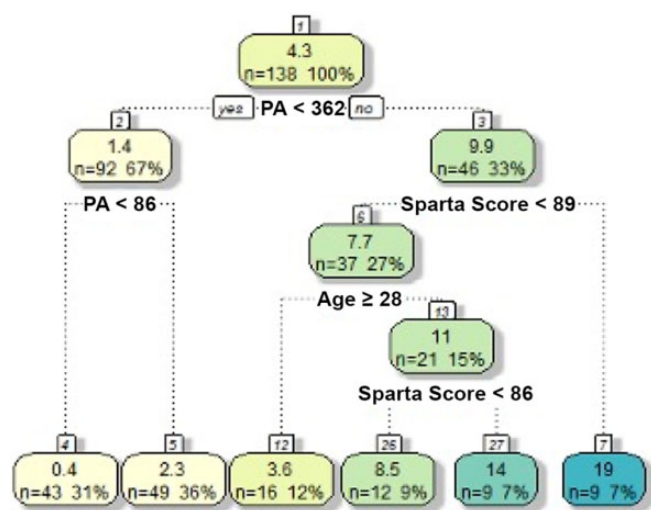 1
4.3
n=138 100%
yes PA < 362 no
2
1.4
n=92 67%
3
9.9
n=46 33%
PA < 86
Sparta Score < 89
6
7.7
n=37 27%
Age ≥ 28
13
11
n=21 15%
Sparta Score < 86
4
0.4
n=43 31%
5
2.3
n=49 36%
12
3.6
n=16 12%
26
8.5
n=12 9%
27
14
n=9 7%
7
19
n=9 7%